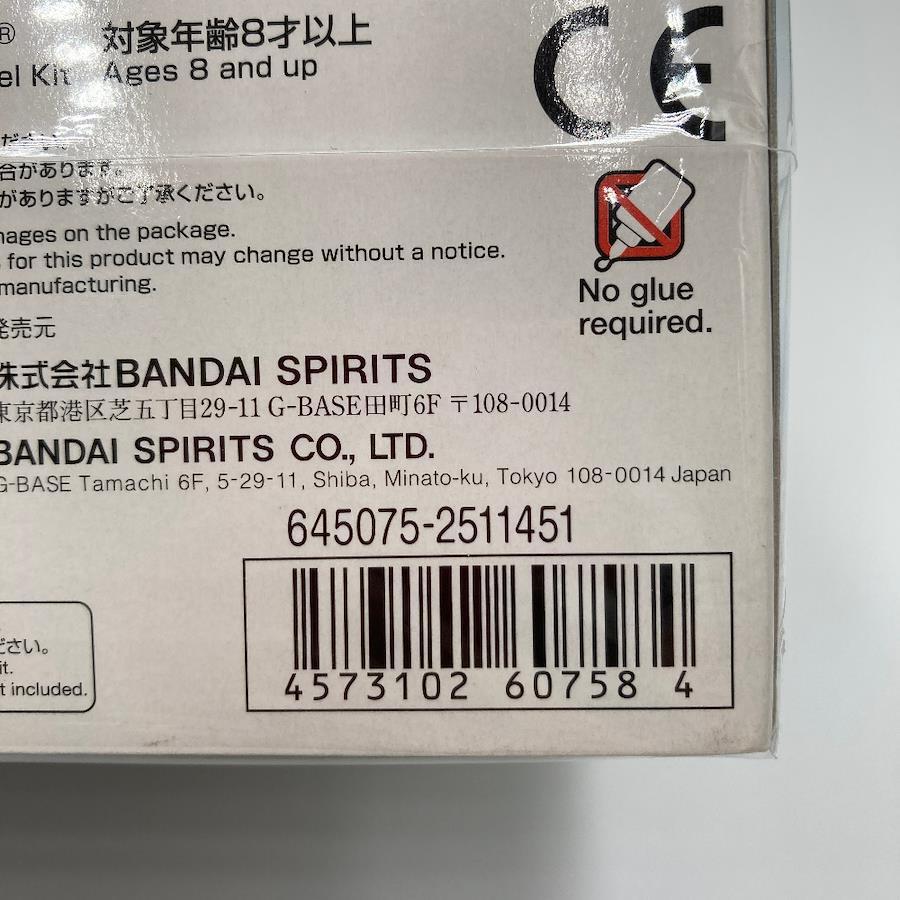 ®
対象年齢8才以上
el Kit
Ages 8 and up
CE
ださい。
合があります。
がありますがご了承ください。
mages on the package.
s for this product may change without a notice.
manufacturing.
No glue
required.
発売元
株式会社BANDAI SPIRITS
東京都港区芝五丁目29-11 G-BASE田町6F 〒108-0014
BANDAI SPIRITS CO., LTD.
G-BASE Tamachi 6F, 5-29-11, Shiba, Minato-ku, Tokyo 108-0014 Japan
645075-2511451
4573102 60758 4
ださい。
it.
t included.